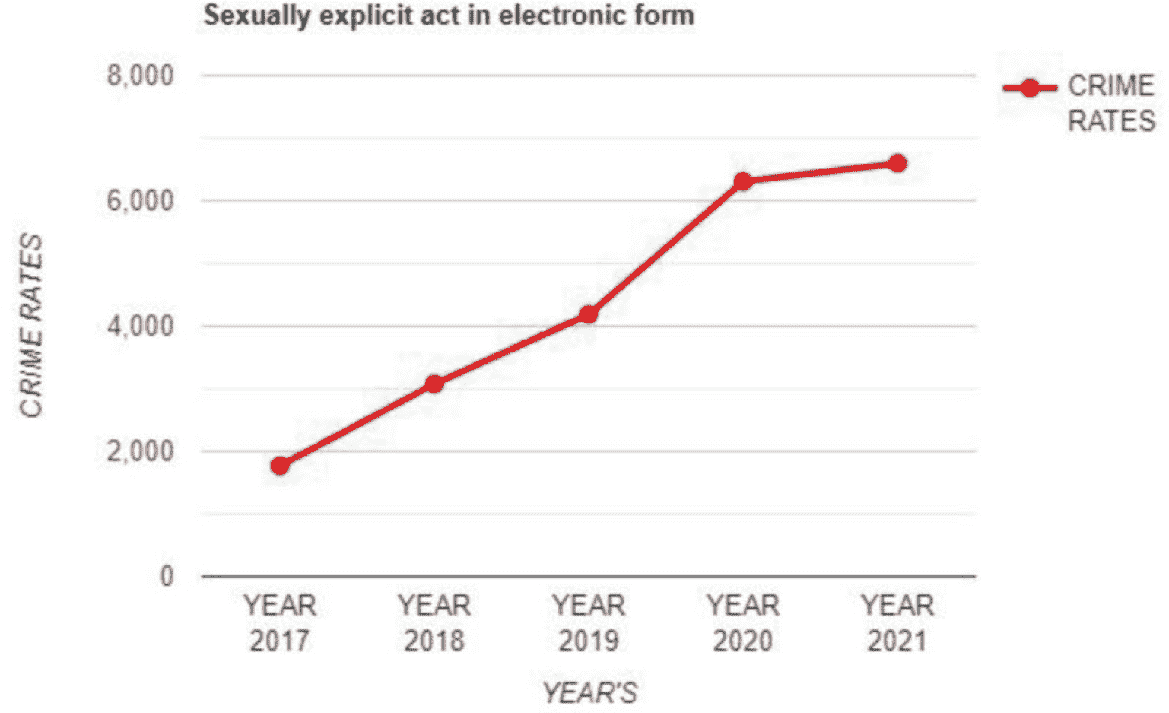 Sexually explicit act in electronic form
8,000
6,000
4,000
2,000
0
CRIME RATES
CRIME
RATES
YEAR
2017
YEAR
2018
YEAR
2019
YEAR
2020
YEAR
2021
YEAR'S